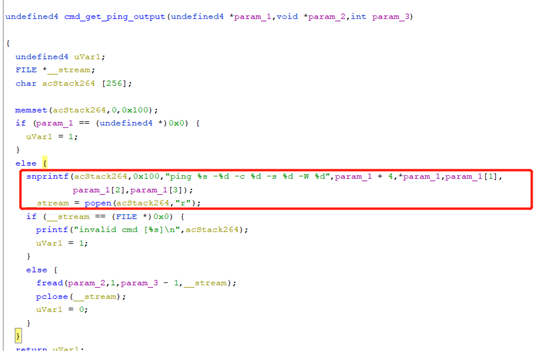 undefined4 cmd_get_ping_output(undefined4 *param_1,void *param_2,int param_3)
{
undefined4 uVar1;
FILE *__stream;
char acStack264 [256];
memset(acStack264,0,0x100);
if (param_1 == (undefined4 *)0x0) {
uVar1 = 1;
}
else {
snprintf(acStack264,0x100,"ping %s -%d -c %d -s %d -W %d",param_1 + 4,*param_1,param_1[1],
param_1[2],param_1[3]);
__stream = popen(acStack264,"r");
if (__stream == (FILE *)0x0) {
printf("invalid cmd [%s]\n",acStack264);
uVar1 = 1;
}
else {
fread(param_2,1,param_3 - 1,__stream);
pclose(__stream);
uVar1 = 0;
}
}
return uVar1;